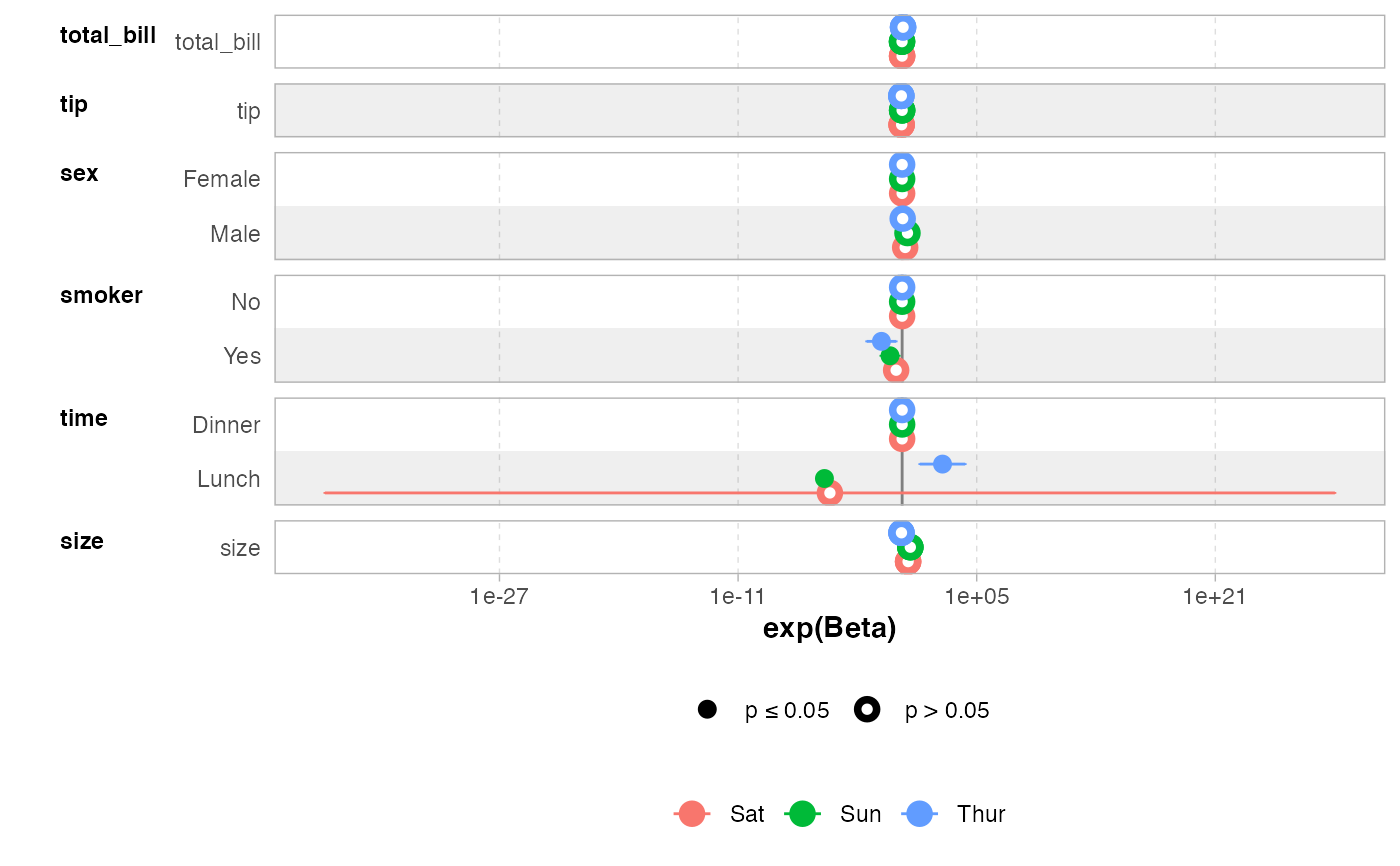 total_bill total_bill
tip tip
sex Female
Male
smoker No
Yes
time Dinner
Lunch
size size
1e-27 1e-11 1e+05 1e+21
exp(Beta)
p ≤ 0.05 p > 0.05
Sat Sun Thur